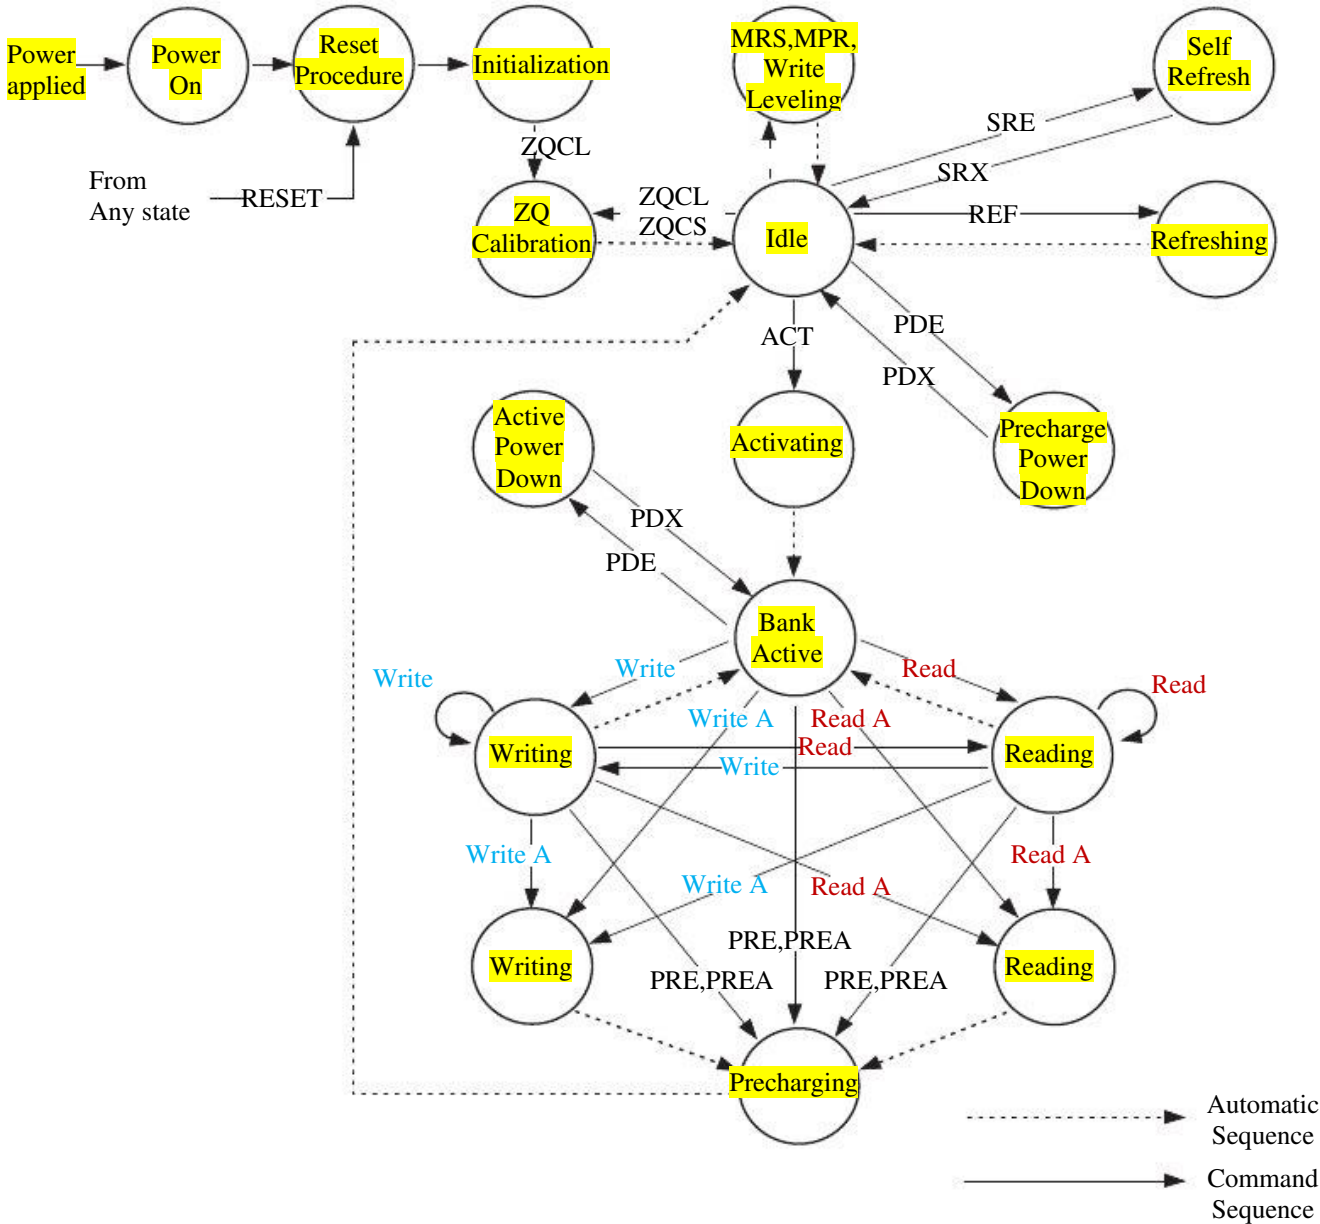 Power
applied
Power
On
Reset
Procedure
Initialization
MRS,MPR,
Write
Leveling
Self
Refresh
From
Any state
RESET
ZQCL
ZQ
Calibration
ZQCL
ZQCS
Idle
SRE
SRX
REF
Refreshing
ACT
PDE
PDX
Active
Power
Down
Activating
Precharge
Power
Down
PDX
PDE
Bank
Active
Write
Write
Read
Read
Write A
Read A
Writing
Read
Write
Reading
Write A
Read A
Write A
Read A
Writing
PRE,PREA
Reading
PRE,PREA
PRE,PREA
Precharging
Automatic
Sequence
Command
Sequence